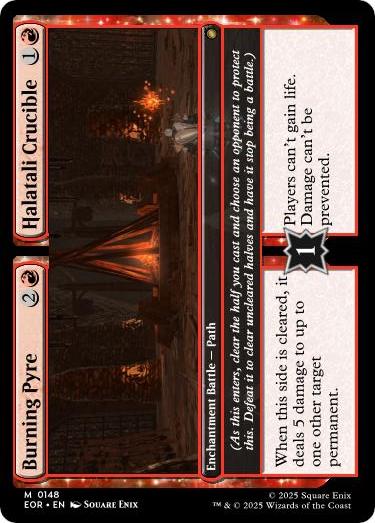 Burning Pyre 2
Halatali Crucible 1
Enchantment Battle — Path
(As this enters, clear the half you cast and choose an opponent to protect
this. Defeat it to clear uncleared halves and have it stop being a battle.)
When this side is cleared, it
deals 5 damage to up to
one other target
permanent.
Players can't gain life.
Damage can't be
prevented.
1
M 0148
EOR • EN SQUARE ENIX
© 2025 Square Enix
™ & © 2025 Wizards of the Coast